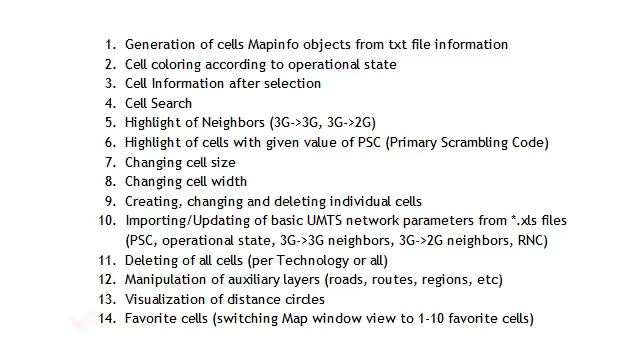 1. Generation of cells Mapinfo objects from txt file information
2. Cell coloring according to operational state
3. Cell Information after selection
4. Cell Search
5. Highlight of Neighbors (3G->3G, 3G->2G)
6. Highlight of cells with given value of PSC (Primary Scrambling Code)
7. Changing cell size
8. Changing cell width
9. Creating, changing and deleting individual cells
10. Importing/Updating of basic UMTS network parameters from *.xls files
(PSC, operational state, 3G->3G neighbors, 3G->2G neighbors, RNC)
11. Deleting of all cells (per Technology or all)
12. Manipulation of auxiliary layers (roads, routes, regions, etc)
13. Visualization of distance circles
14. Favorite cells (switching Map window view to 1-10 favorite cells)